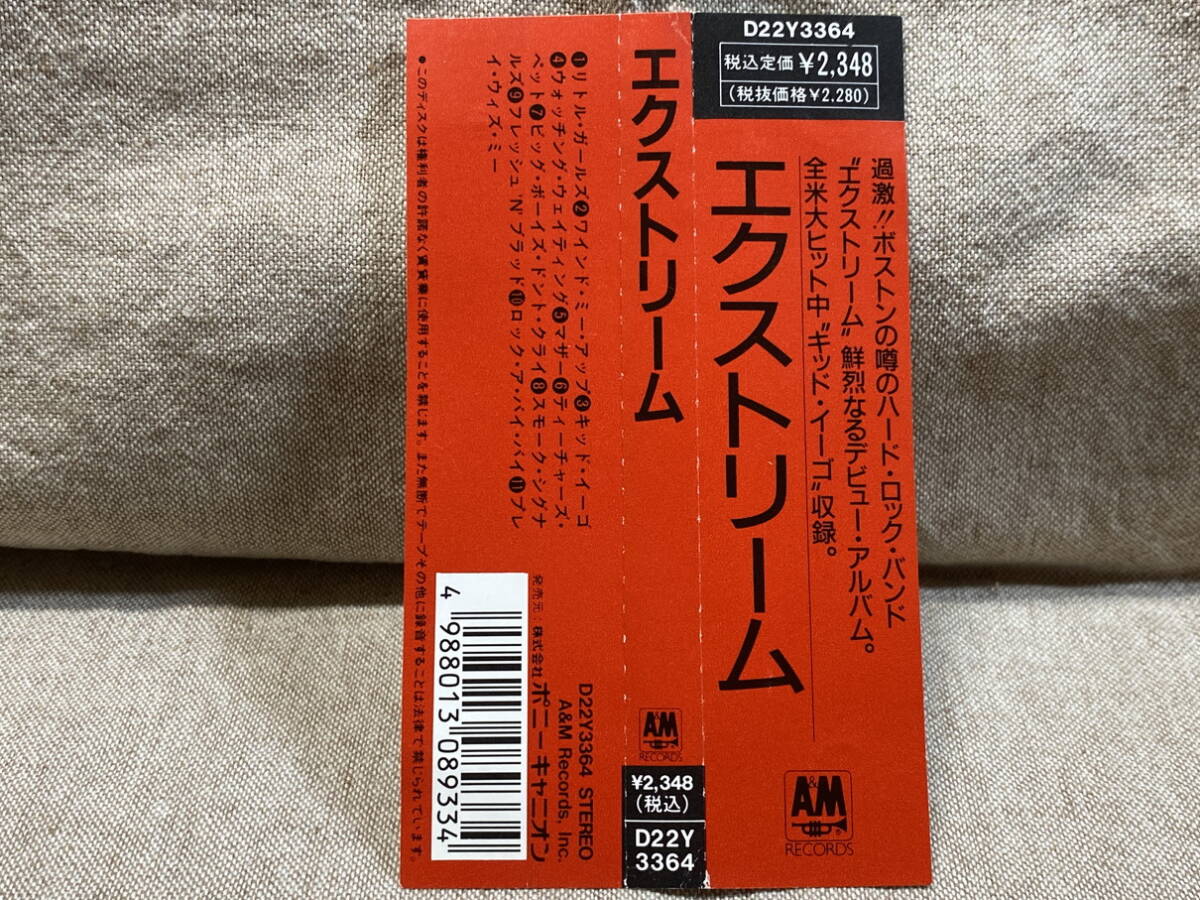 D22Y3364
税込定価 ¥2,348
(税抜価格¥2.280)
過激!!ボストンの噂のハード・ロック・バンド
"エクストリーム" 鮮烈なるデビュー・アルバム。
全米大ヒット中"キッド・イーゴ"収録。
エクストリーム
A&M
RECORDS
エクストリーム
A&M
RECORDS
¥2,348
(税込)
D22Y
3364
❶リトル・ガールズ❷ワインド・ミー・アップ❸キッド・イーゴ
❹ウォッチング・ウェイティング❺マザー❻ティーチャーズ・
ペット❼ビッグ・ボーイズ・ドント・クライ❽スモーク・シグナ
ルズ❾フレッシュ'N'ブラッド❿ロック・ア・バイ・バイ⓫プレ
イ・ウィズ・ミー
D22Y3364 STEREO
A&M Records, Inc.
発売元:株式会社ポニーキャニオン
4 988013 089334
●このディスクは権利者の許諾なく賃貸業に使用することを禁じます。また無断でテープその他に録音することは法律で禁じられています。